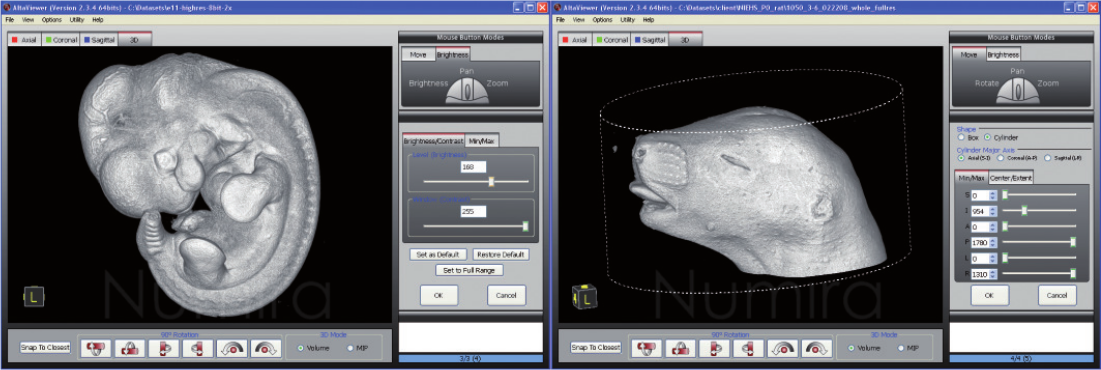 AltaViewer (Version 2.3.4 64bits) - C:\Datasets\e11-highres-8bit-2x
File View Options Utility Help
Axial Coronal Sagittal 3D
Mouse Button Modes
Move Brightness
Pan
Brightness Zoom
Brightness/Contrast Min/Max
Level (Brightness)
160
255
Set as Default Restore Default
Set to Full Range
OK Cancel
L
Numira
90° Rotation
3D Mode
Snap To Closest
Volume MIP
3/3 (4)
AltaViewer (Version 2.3.4 64bits) - C:\Datasets\client\NIEHS_P0_rat\1050_3-6_022208_whole_fullres
File View Options Utility Help
Axial Coronal Sagittal 3D
Mouse Button Modes
Move Brightness
Pan
Rotate Zoom
Shape
Box Cylinder
Cylinder Major Axis
Axial (S-I) Coronal (A-P) Sagittal (L-R)
Min/Max Center/Extent
S 0
I 954
A 0
P 1780
L 0
R 1310
OK Cancel
L
Numira
90° Rotation
3D Mode
Snap To Closest
Volume MIP
4/4 (5)